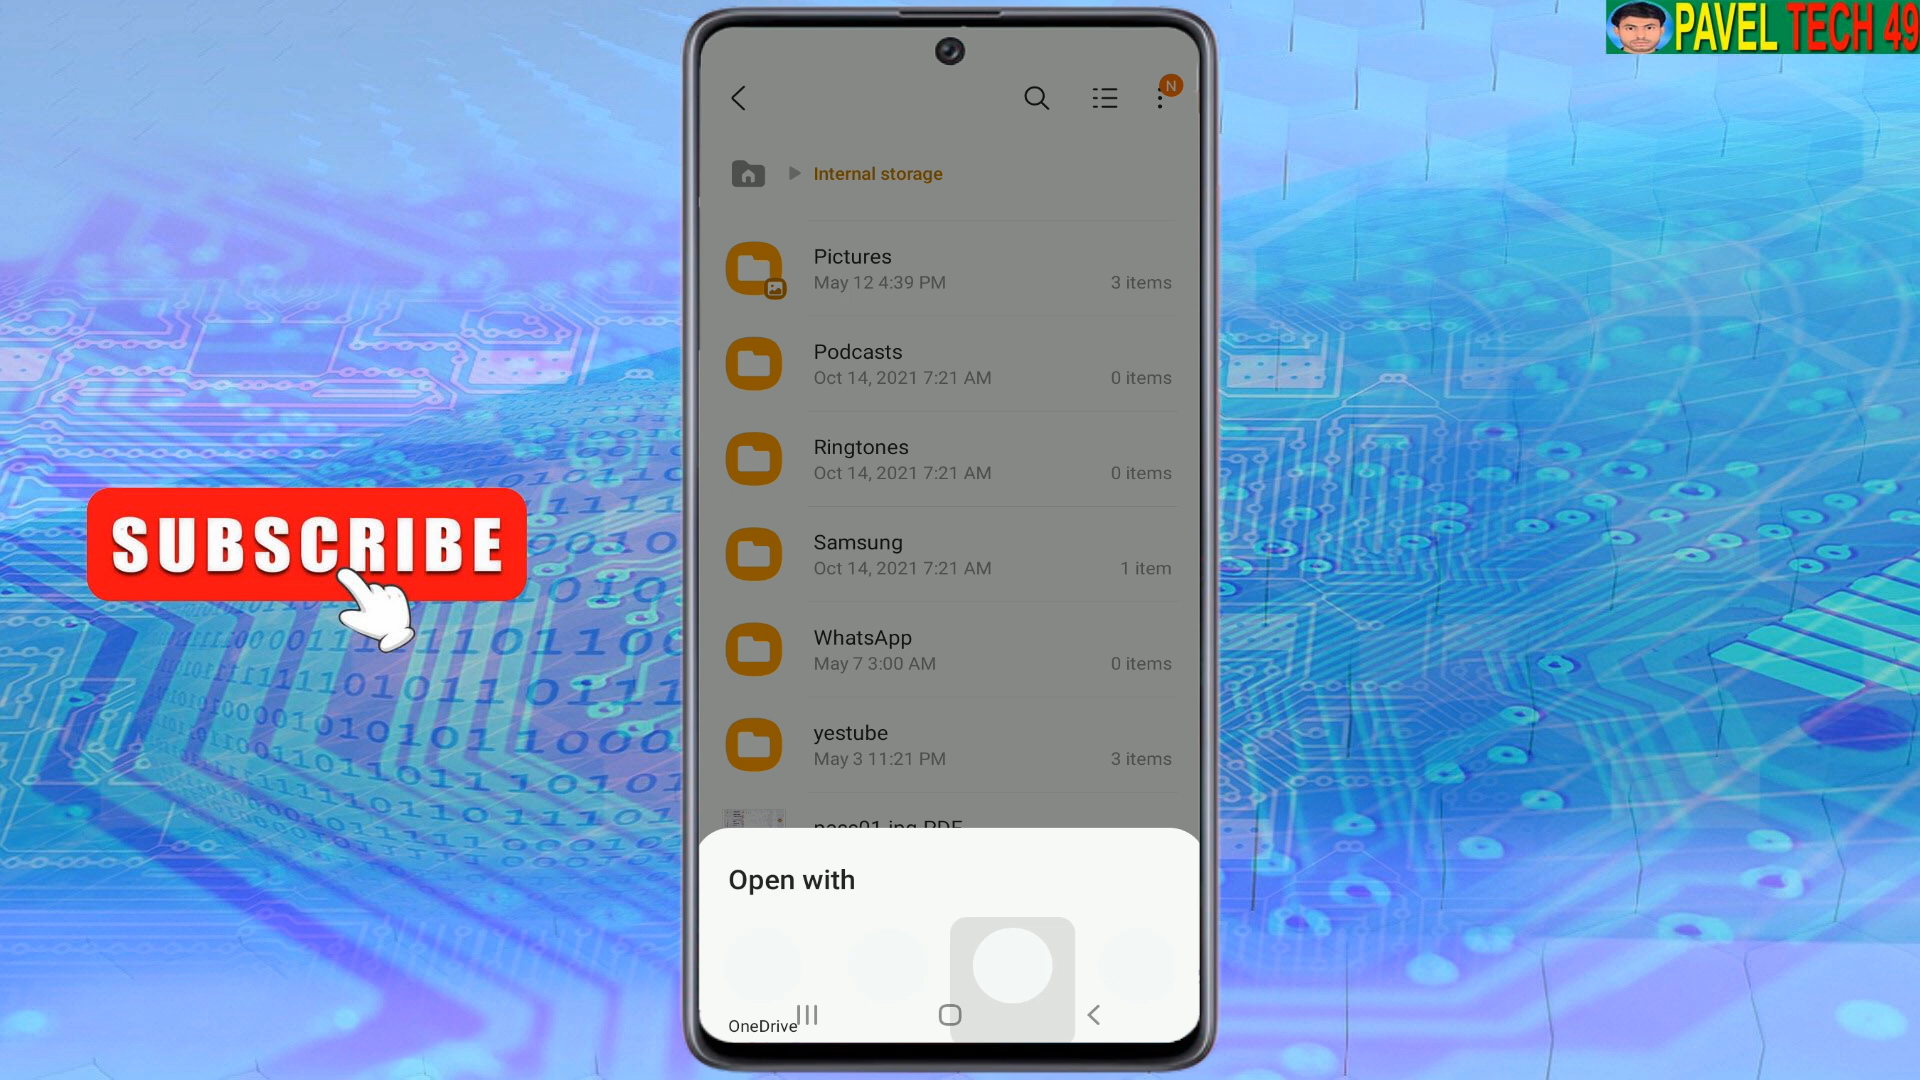 PAVEL TECH 49
N
Internal storage
Pictures
May 12 4:39 PM
3 items
Podcasts
Oct 14, 2021 7:21 AM
0 items
Ringtones
Oct 14, 2021 7:21 AM
0 items
Samsung
Oct 14, 2021 7:21 AM
1 item
WhatsApp
May 7 3:00 AM
0 items
yestube
May 3 11:21 PM
3 items
Open with
OneDrive
SUBSCRIBE